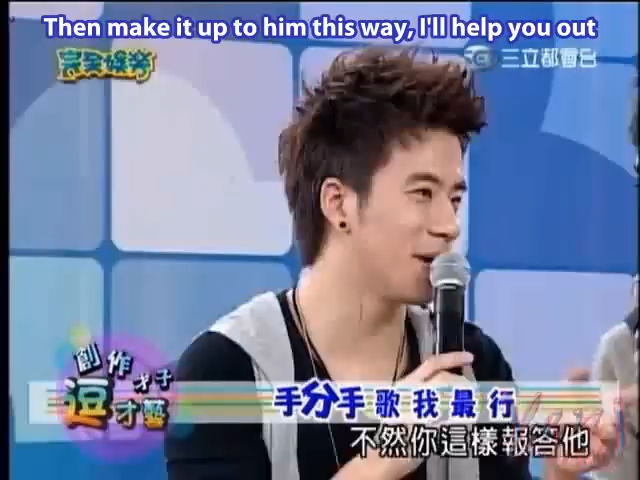 Then make it up to him this way, I'll help you out
完全娛樂
三立都會台
創作才子
逗才藝
手分手歌我最行
不然你這樣報答他